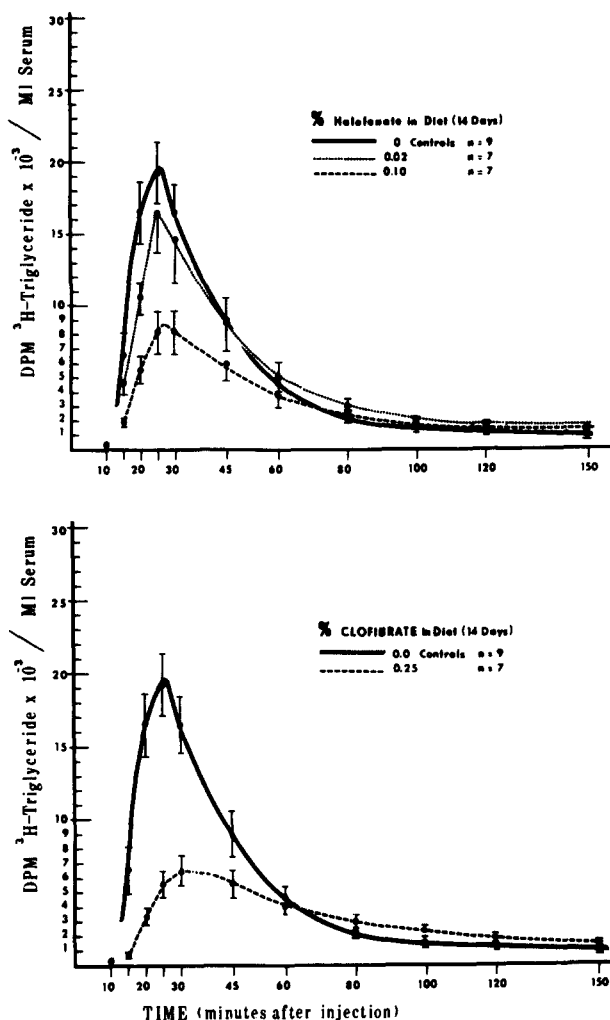 30
25
20
15
10
9
8
7
6
5
4
3
2
1
DPM ³H-Triglyceride x 10⁻³ / Ml Serum
% Halofenate in Diet (14 Days)
0 Controls n = 9
0.02 n = 7
0.10 n = 7
10 20 30 45 60 80 100 120 150
30
25
20
15
10
9
8
7
6
5
4
3
2
1
DPM ³H-Triglyceride x 10⁻³ / Ml Serum
% CLOFIBRATE in Diet (14 Days)
0.0 Controls n = 9
0.25 n = 7
10 20 30 45 60 80 100 120 150
TIME (minutes after injection)